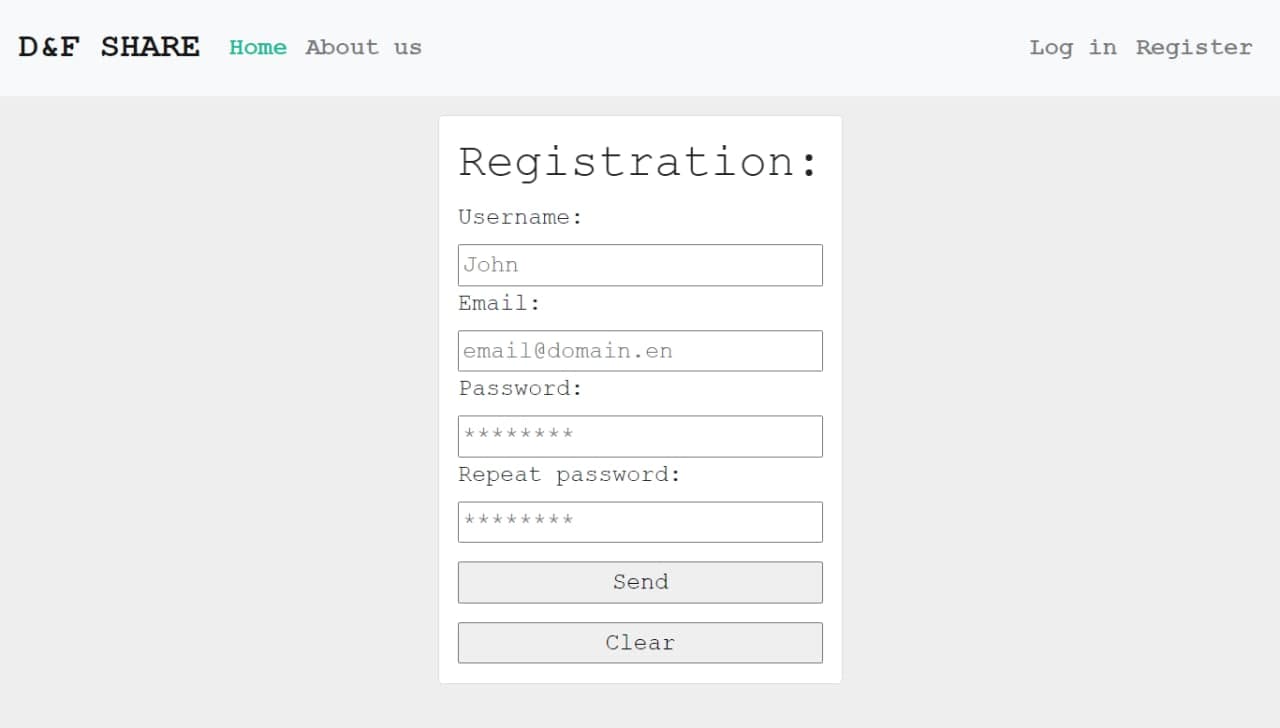 D&F SHARE Home About us Log in Register
Registration:
Username:
John
Email:
email@domain.en
Password:
********
Repeat password:
********
Send
Clear